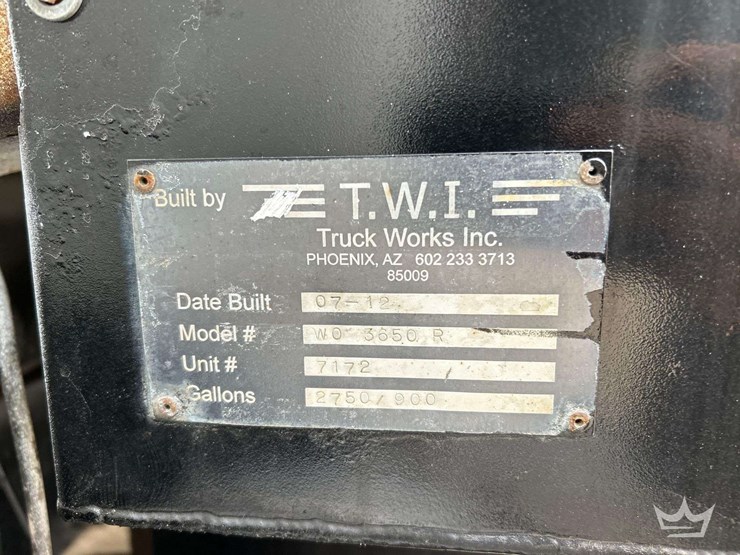 Built by T.W.I.
Truck Works Inc.
PHOENIX, AZ 602 233 3713
85009
Date Built 07-12
Model # WO 3650 R
Unit # 7172
Gallons 2750/900